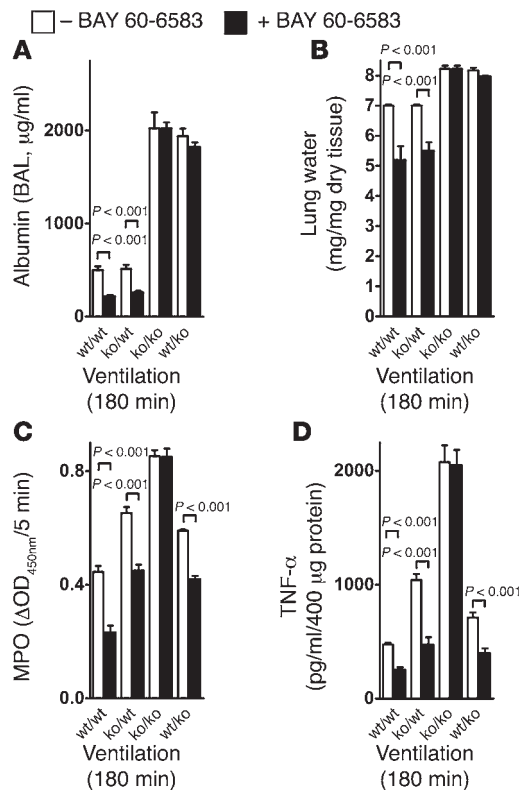 – BAY 60-6583 + BAY 60-6583
A
Albumin (BAL, µg/ml)
2000
1000
0
P < 0.001
P < 0.001
wt/wt ko/wt ko/ko wt/ko
Ventilation
(180 min)
B
Lung water
(mg/mg dry tissue)
8
7
6
5
4
3
2
1
0
P < 0.001
P < 0.001
wt/wt ko/wt ko/ko wt/ko
Ventilation
(180 min)
C
MPO (ΔOD450nm/5 min)
0.8
0.4
0.0
P < 0.001
P < 0.001
P < 0.001
wt/wt ko/wt ko/ko wt/ko
Ventilation
(180 min)
D
TNF-α
(pg/ml/400 µg protein)
2000
1000
0
P < 0.001
P < 0.001
P < 0.001
wt/wt ko/wt ko/ko wt/ko
Ventilation
(180 min)